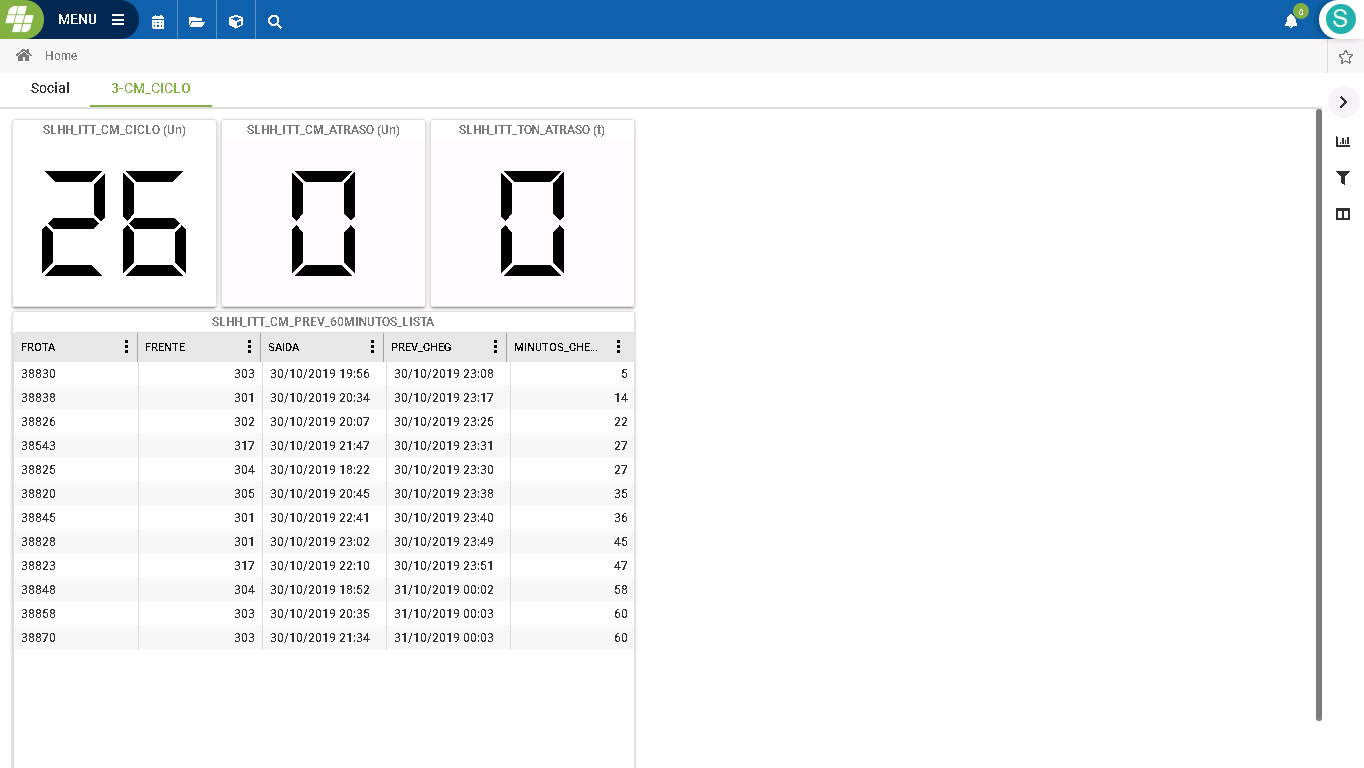 MENU
0
S
Home
Social 3-CM_CICLO
SLHH_ITT_CM_CICLO (Un) SLHH_ITT_CM_ATRASO (Un) SLHH_ITT_TON_ATRASO (t)
26 0 0
SLHH_ITT_CM_PREV_60MINUTOS_LISTA
FROTA FRENTE SAIDA PREV_CHEG MINUTOS_CHE...
38830 303 30/10/2019 19:56 30/10/2019 23:08 5
38838 301 30/10/2019 20:34 30/10/2019 23:17 14
38826 302 30/10/2019 20:07 30/10/2019 23:25 22
38543 317 30/10/2019 21:47 30/10/2019 23:31 27
38825 304 30/10/2019 18:22 30/10/2019 23:30 27
38820 305 30/10/2019 20:45 30/10/2019 23:38 35
38845 301 30/10/2019 22:41 30/10/2019 23:40 36
38828 301 30/10/2019 23:02 30/10/2019 23:49 45
38823 317 30/10/2019 22:10 30/10/2019 23:51 47
38848 304 30/10/2019 18:52 31/10/2019 00:02 58
38858 303 30/10/2019 20:35 31/10/2019 00:03 60
38870 303 30/10/2019 21:34 31/10/2019 00:03 60